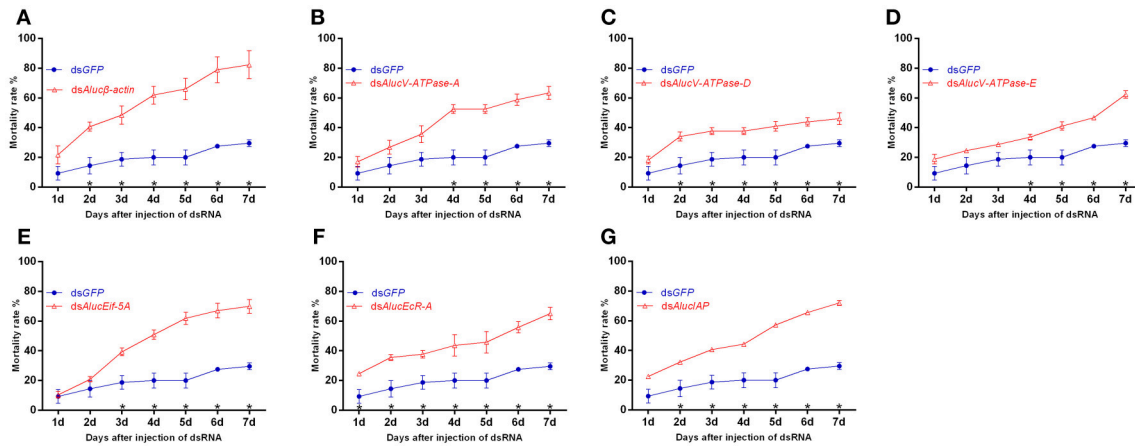 A
Mortality rate %
100
80
60
40
20
0
dsGFP
dsAlucβ-actin
* * * * * *
1d 2d 3d 4d 5d 6d 7d
Days after injection of dsRNA
B
Mortality rate %
100
80
60
40
20
0
dsGFP
dsAlucV-ATPase-A
* * * *
1d 2d 3d 4d 5d 6d 7d
Days after injection of dsRNA
C
Mortality rate %
100
80
60
40
20
0
dsGFP
dsAlucV-ATPase-D
* * * * * *
1d 2d 3d 4d 5d 6d 7d
Days after injection of dsRNA
D
Mortality rate %
100
80
60
40
20
0
dsGFP
dsAlucV-ATPase-E
* * * *
1d 2d 3d 4d 5d 6d 7d
Days after injection of dsRNA
E
Mortality rate %
100
80
60
40
20
0
dsGFP
dsAlucEif-5A
* * * * *
1d 2d 3d 4d 5d 6d 7d
Days after injection of dsRNA
F
Mortality rate %
100
80
60
40
20
0
dsGFP
dsAlucEcR-A
* * * * * * *
1d 2d 3d 4d 5d 6d 7d
Days after injection of dsRNA
G
Mortality rate %
100
80
60
40
20
0
dsGFP
dsAlucIAP
* * * * * *
1d 2d 3d 4d 5d 6d 7d
Days after injection of dsRNA